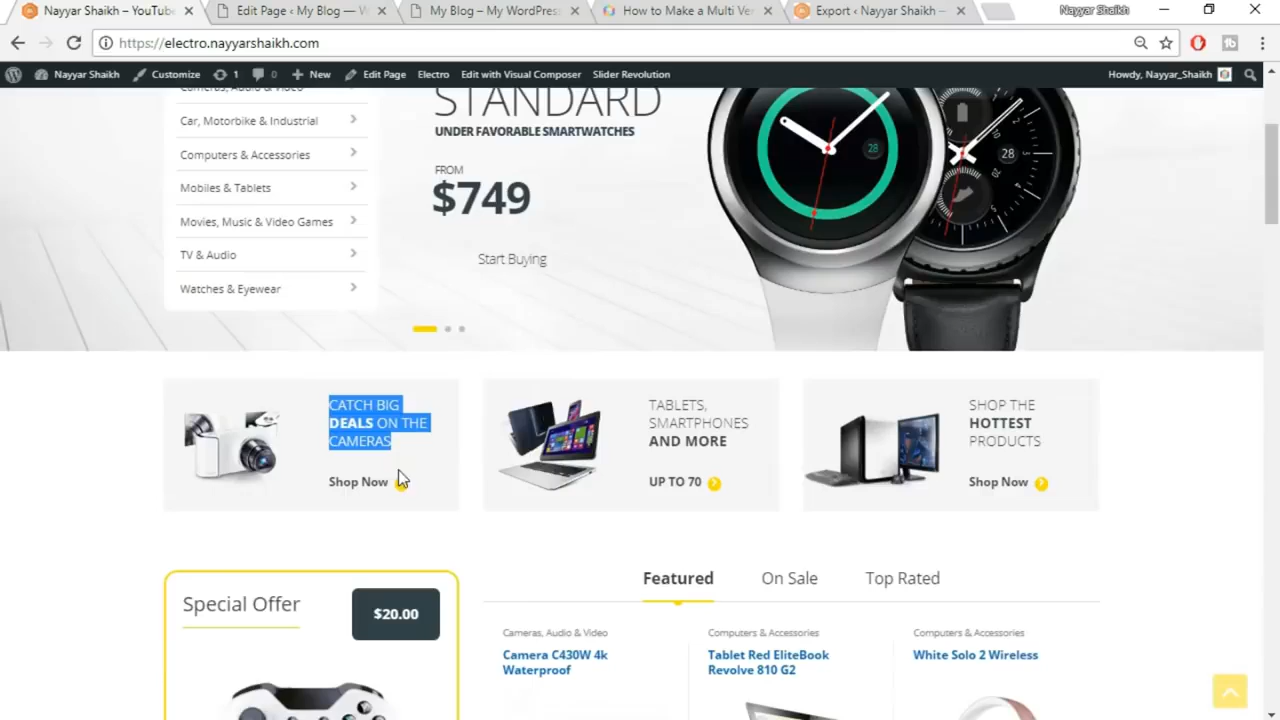 Nayyar Shaikh – YouTube
Edit Page ‹ My Blog — W
My Blog – My WordPress
How to Make a Multi Ver
Export ‹ Nayyar Shaikh —
Nayyar Shaikh
https://electro.nayyarshaikh.com
Nayyar Shaikh
Customize
1
0
New
Edit Page
Electro
Edit with Visual Composer
Slider Revolution
Howdy, Nayyar_Shaikh
Cameras, Audio & Video
Car, Motorbike & Industrial
Computers & Accessories
Mobiles & Tablets
Movies, Music & Video Games
TV & Audio
Watches & Eyewear
STANDARD
UNDER FAVORABLE SMARTWATCHES
FROM
$749
Start Buying
28
28
CATCH BIG
DEALS ON THE
CAMERAS
Shop Now
TABLETS,
SMARTPHONES
AND MORE
UP TO 70
SHOP THE
HOTTEST
PRODUCTS
Shop Now
Special Offer
$20.00
Featured
On Sale
Top Rated
Cameras, Audio & Video
Camera C430W 4k
Waterproof
Computers & Accessories
Tablet Red EliteBook
Revolve 810 G2
Computers & Accessories
White Solo 2 Wireless